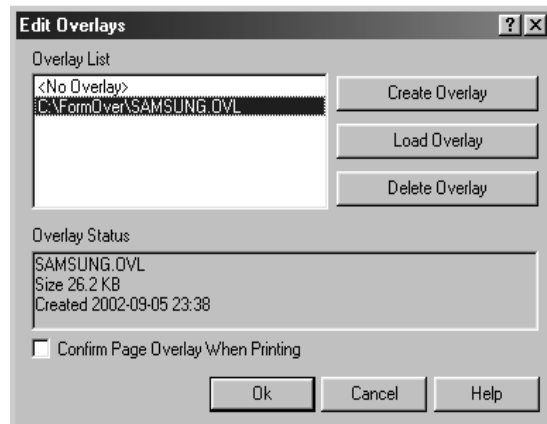 Edit Overlays
Overlay List
<No Overlay>
C:\FormOver\SAMSUNG.OVL
Create Overlay
Load Overlay
Delete Overlay
Overlay Status
SAMSUNG.OVL
Size 26.2 KB
Created 2002-09-05 23:38
Confirm Page Overlay When Printing
Ok Cancel Help